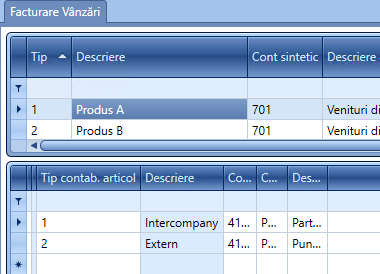 Facturare Vânzări
Tip Descriere Cont sintetic Descriere
1 Produs A 701 Venituri di
2 Produs B 701 Venituri di
Tip contab. articol Descriere Co... C... Des...
1 Intercompany 41... P... Part...
2 Extern 41... P... Pun...